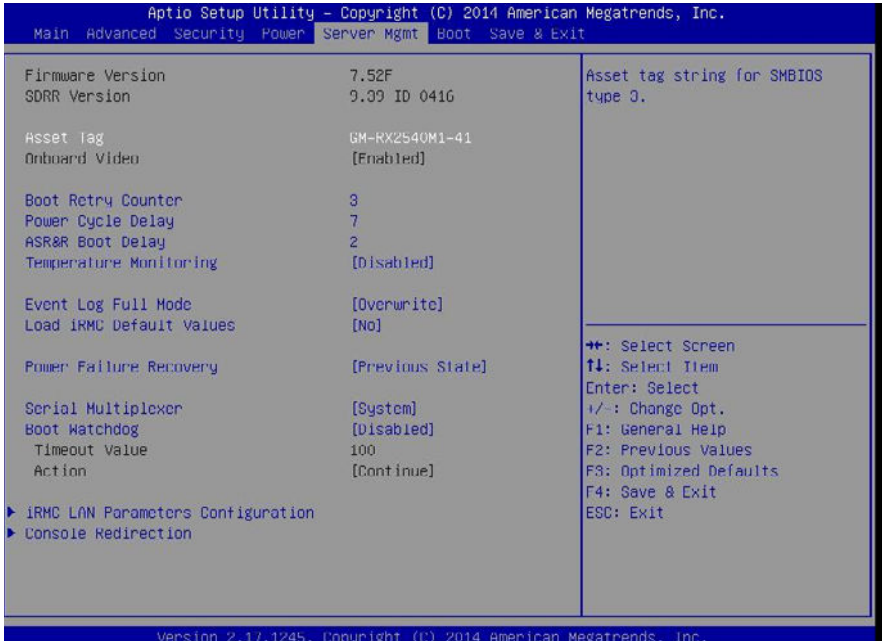 Aptio Setup Utility – Copyright (C) 2014 American Megatrends, Inc.
Main Advanced Security Power Server Mgmt Boot Save & Exit
Firmware Version 7.52F
SDRR Version 3.39 ID 0416
Asset Tag GM-RX2540M1-41
Onboard Video [Enabled]
Boot Retry Counter 3
Power Cycle Delay 7
ASR&R Boot Delay 2
Temperature Monitoring [Disabled]
Event Log Full Mode [Overwrite]
Load iRMC Default Values [No]
Power Failure Recovery [Previous State]
Serial Multiplexer [System]
Boot Watchdog [Disabled]
Timeout Value 100
Action [Continue]
iRMC LAN Parameters Configuration
Console Redirection
Asset tag string for SMBIOS
type 3.
→←: Select Screen
↑↓: Select Item
Enter: Select
+/-: Change Opt.
F1: General Help
F2: Previous Values
F3: Optimized Defaults
F4: Save & Exit
ESC: Exit
Version 2.17.1245. Copyright (C) 2014 American Megatrends, Inc.